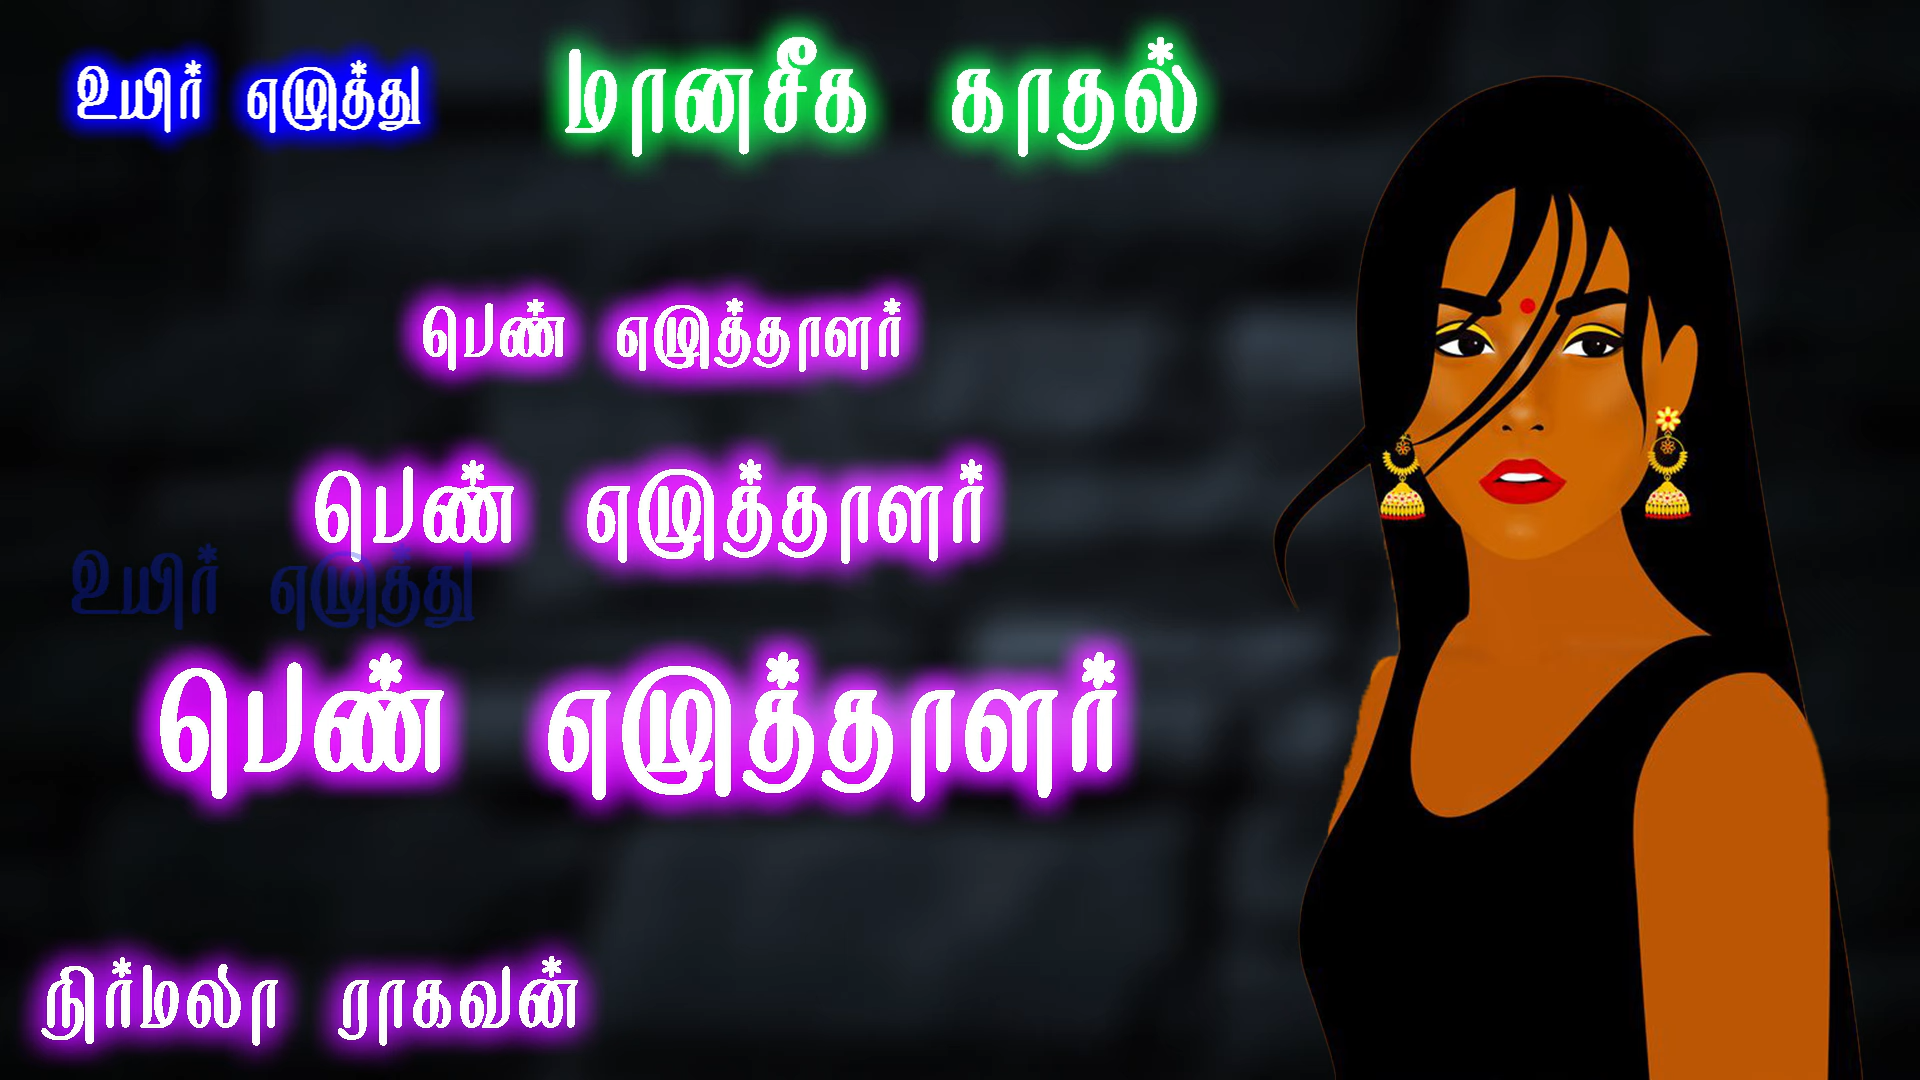 உயிர் எழுத்து மானசீக காதல்
பெண் எழுத்தாளர்
பெண் எழுத்தாளர்
உயிர் எழுத்து
பெண் எழுத்தாளர்
நிர்மலா ராகவன்